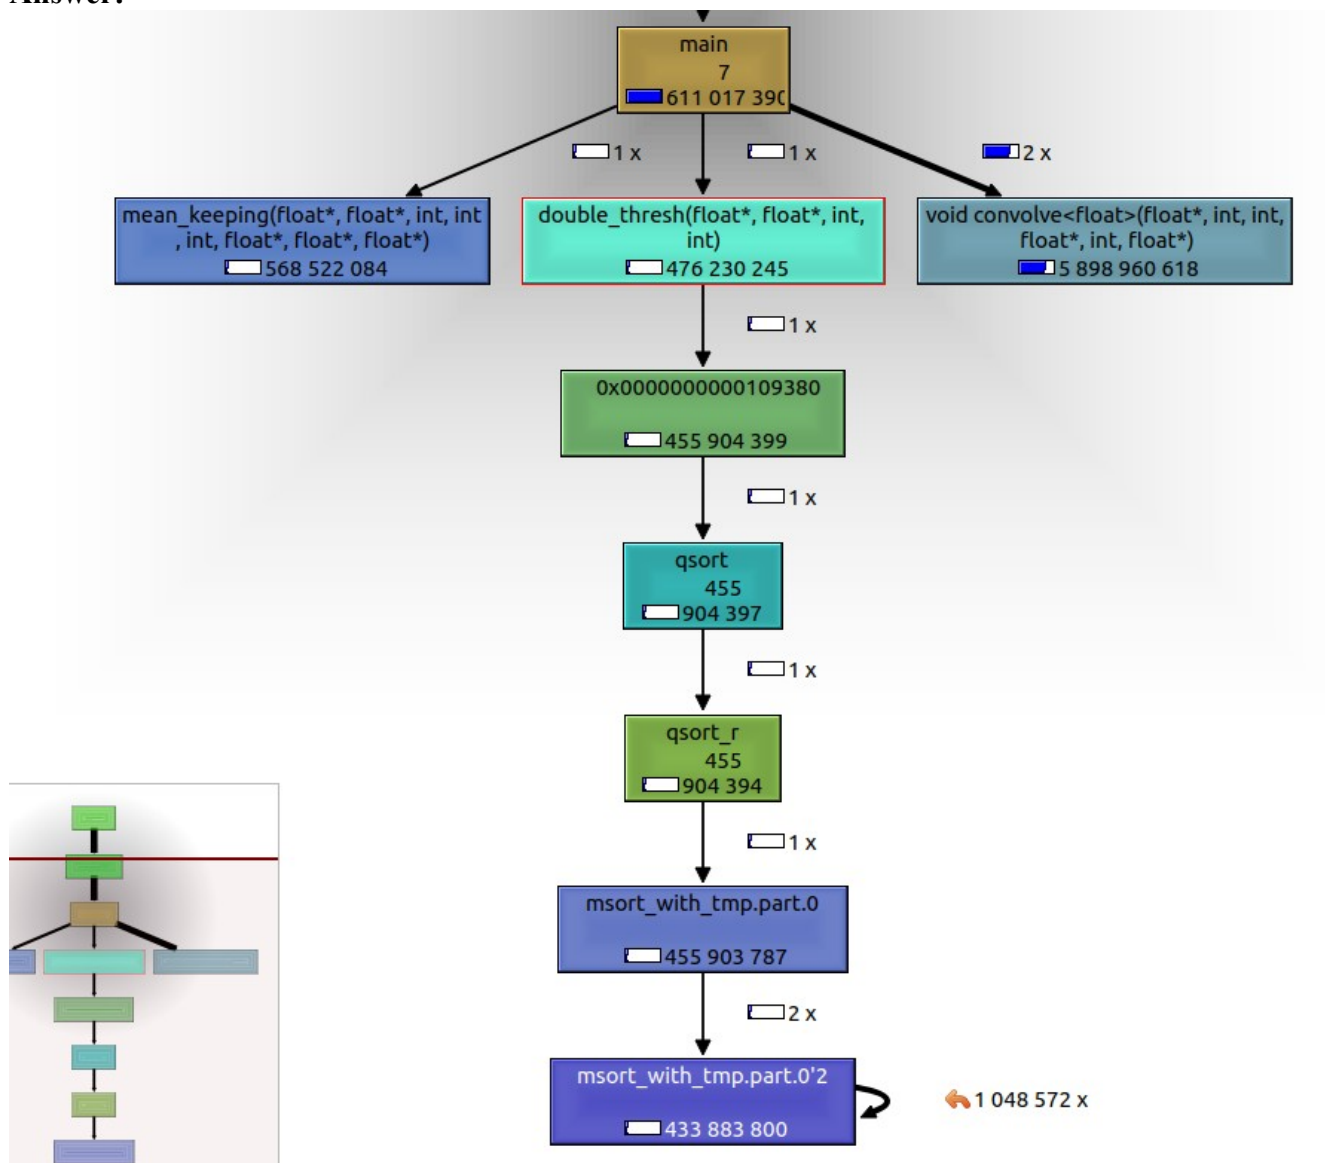 Answer:
main
7
611 017 390
1 x
1 x
2 x
mean_keeping(float*, float*, int, int
, int, float*, float*, float*)
568 522 084
double_thresh(float*, float*, int,
int)
476 230 245
void convolve<float>(float*, int, int,
float*, int, float*)
5 898 960 618
1 x
0x0000000000109380
455 904 399
1 x
qsort
455
904 397
1 x
qsort_r
455
904 394
1 x
msort_with_tmp.part.0
455 903 787
2 x
msort_with_tmp.part.0'2
433 883 800
1 048 572 x